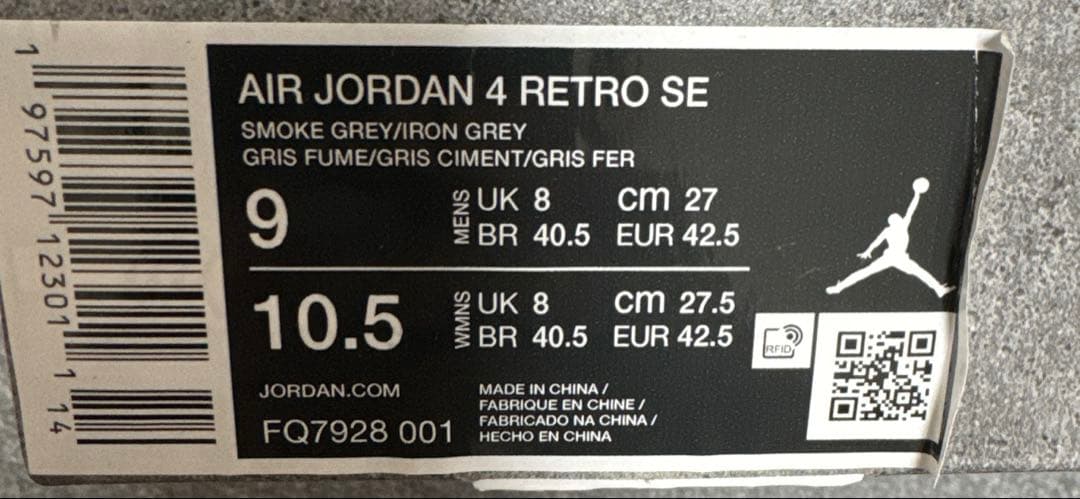 AIR JORDAN 4 RETRO SE
SMOKE GREY/IRON GREY
GRIS FUME/GRIS CIMENT/GRIS FER
9 MENS UK 8 cm 27
BR 40.5 EUR 42.5
10.5 WMNS UK 8 cm 27.5
BR 40.5 EUR 42.5
RFID
JORDAN.COM
FQ7928 001
MADE IN CHINA /
FABRIQUE EN CHINE /
FABRICADO NA CHINA /
HECHO EN CHINA
1 97597 12301 1 14